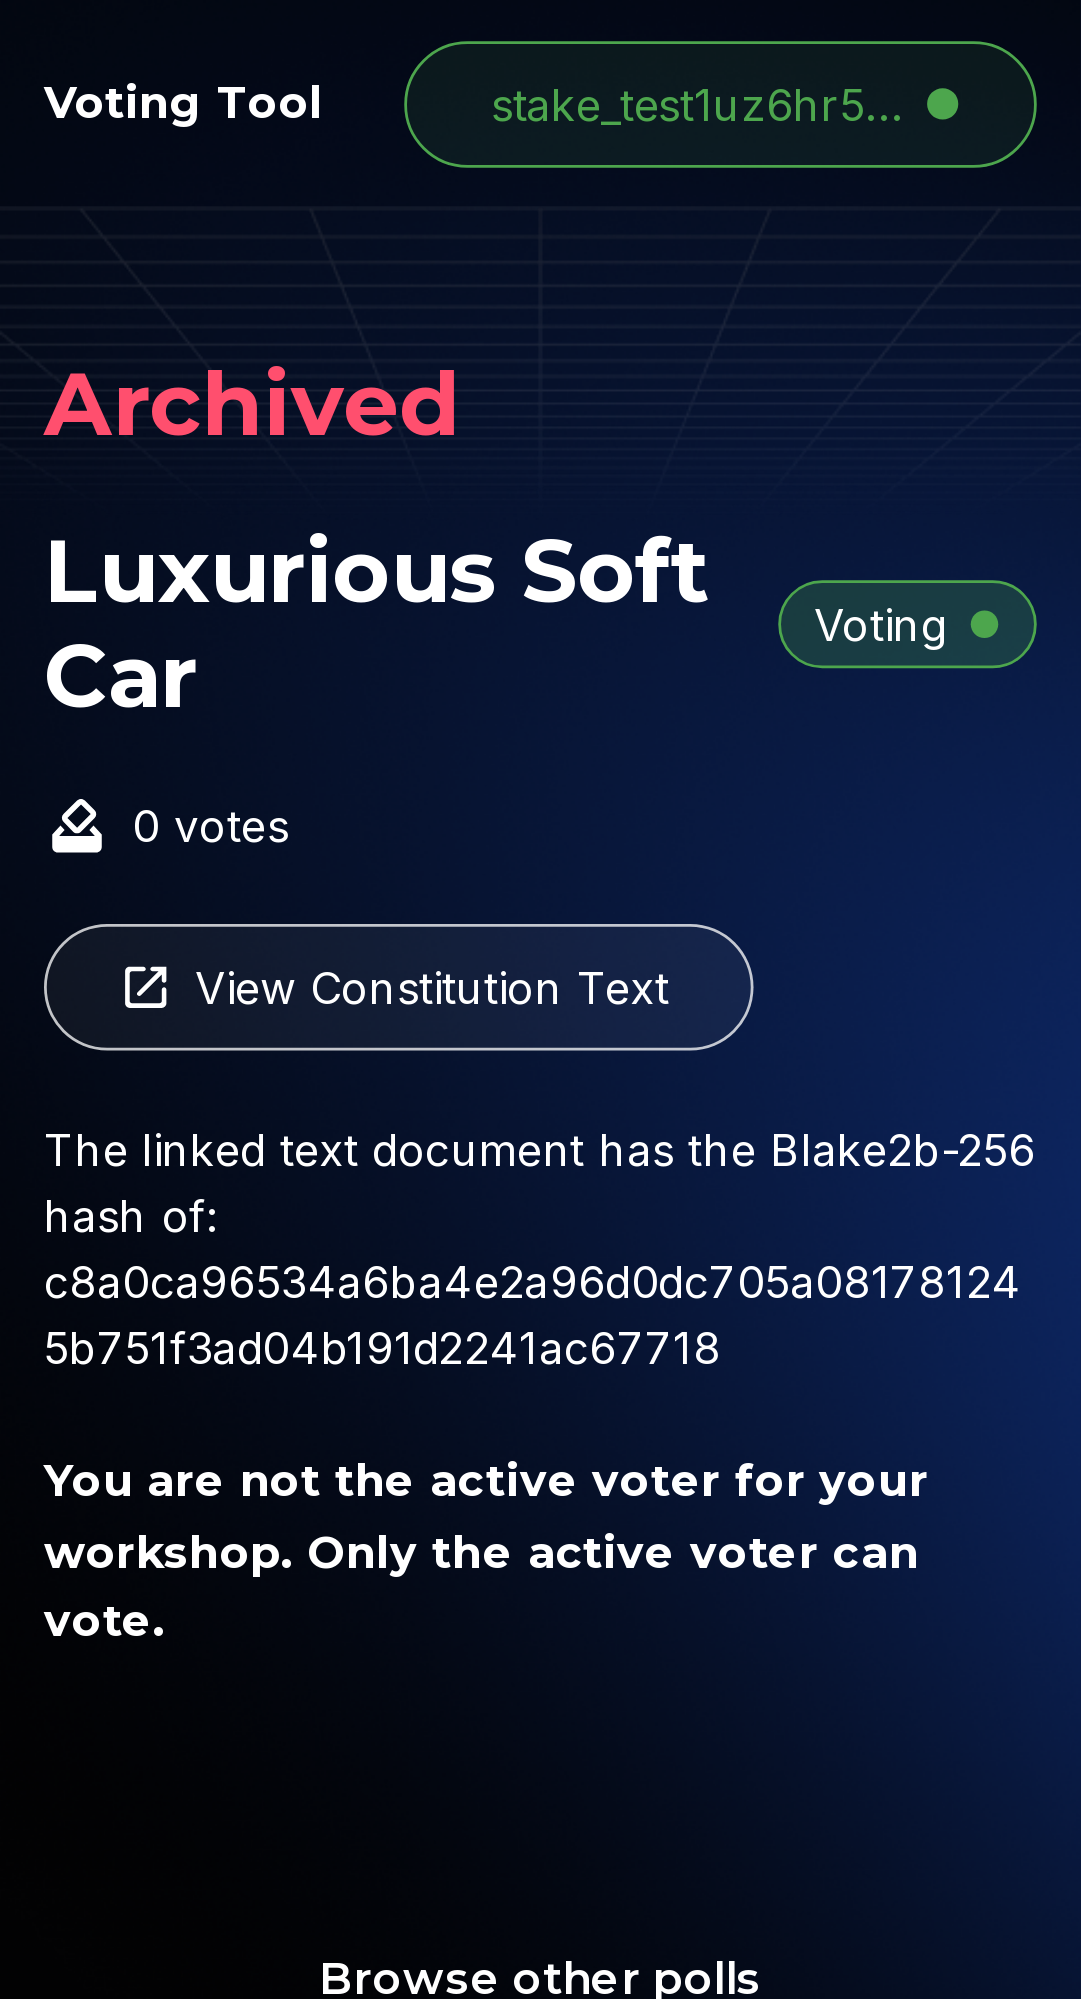 Voting Tool
stake_test1uz6hr5...
Archived
Luxurious Soft
Car
Voting
0 votes
View Constitution Text
The linked text document has the Blake2b-256
hash of:
c8a0ca96534a6ba4e2a96d0dc705a08178124
5b751f3ad04b191d2241ac67718
You are not the active voter for your
workshop. Only the active voter can
vote.
Browse other polls